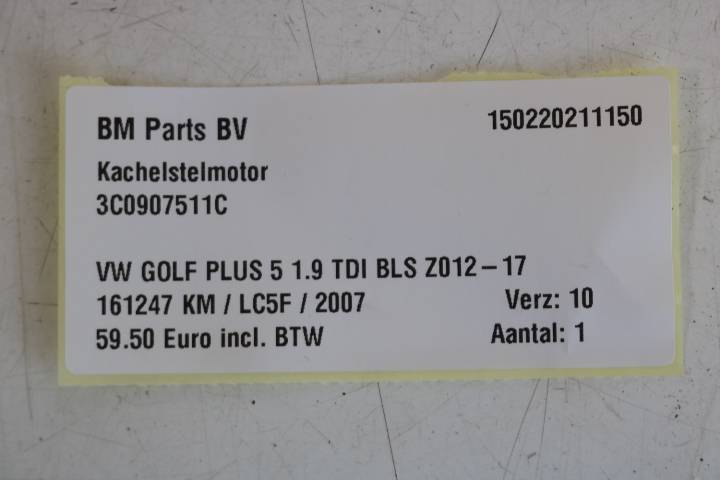 BM Parts BV 150220211150
Kachelstelmotor
3C0907511C
VW GOLF PLUS 5 1.9 TDI BLS Z012-17
161247 KM / LC5F / 2007 Verz: 10
59.50 Euro incl. BTW Aantal: 1